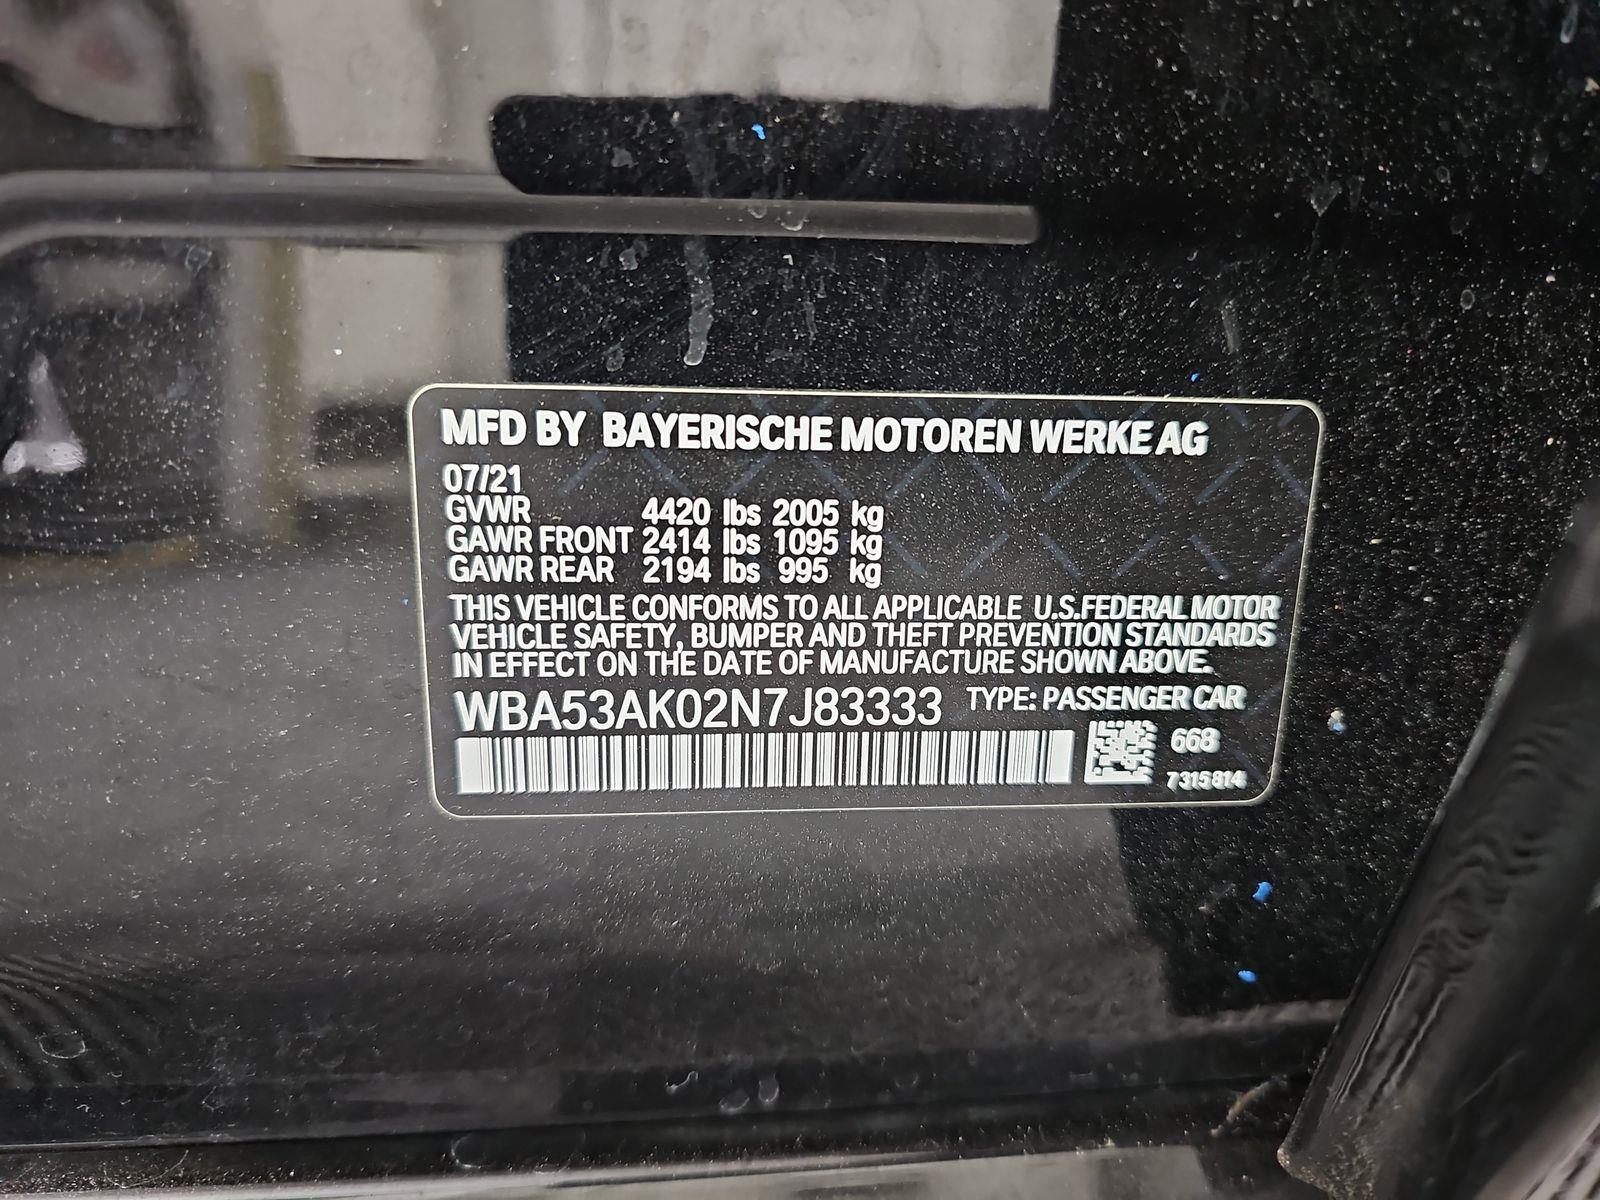 MFD BY BAYERISCHE MOTOREN WERKE AG
07/21
GVWR 4420 lbs 2005 kg
GAWR FRONT 2414 lbs 1095 kg
GAWR REAR 2194 lbs 995 kg
THIS VEHICLE CONFORMS TO ALL APPLICABLE U.S.FEDERAL MOTOR
VEHICLE SAFETY, BUMPER AND THEFT PREVENTION STANDARDS
IN EFFECT ON THE DATE OF MANUFACTURE SHOWN ABOVE.
WBA53AK02N7J83333 TYPE: PASSENGER CAR
668
7315814